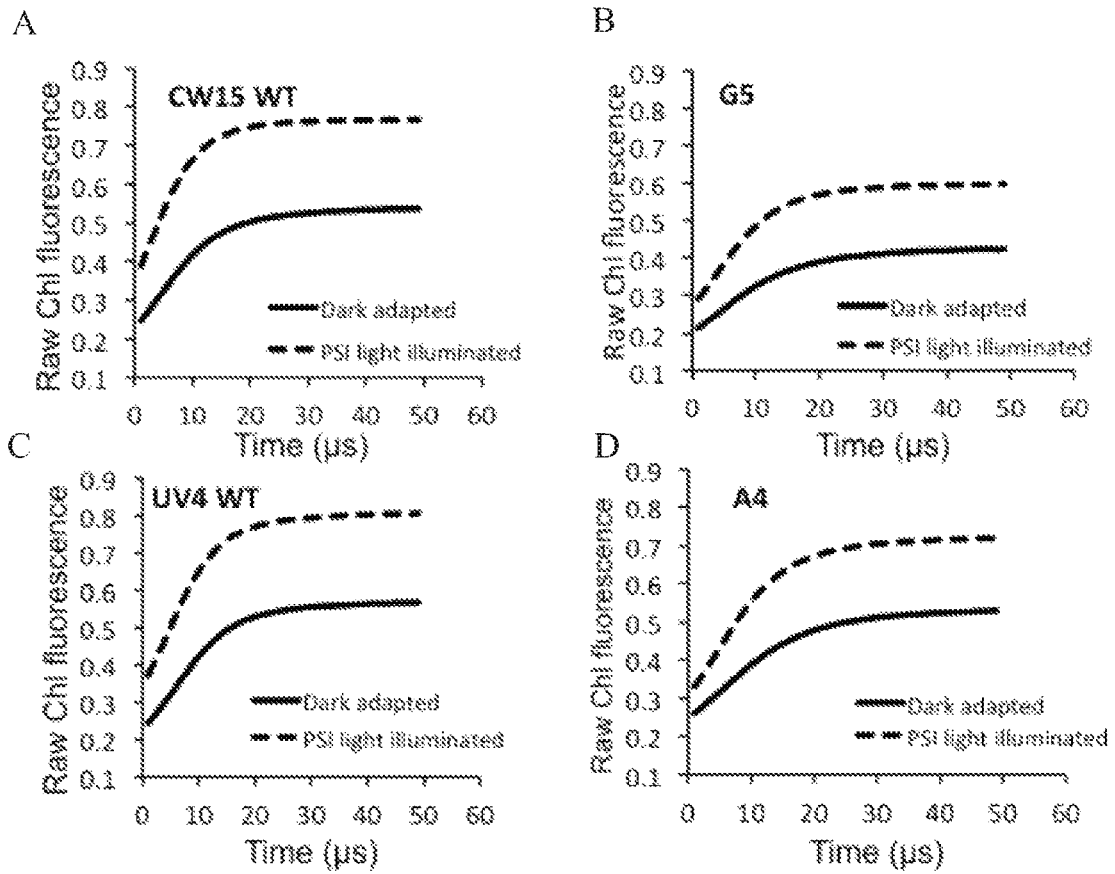 A
Raw Chl fluorescence
0.9
0.8
0.7
0.6
0.5
0.4
0.3
0.2
0.1
CW15 WT
Dark adapted
PSI light illuminated
0 10 20 30 40 50 60
Time (µs)
B
Raw Chl fluorescence
0.9
0.8
0.7
0.6
0.5
0.4
0.3
0.2
0.1
G5
Dark adapted
PSI light illuminated
0 10 20 30 40 50 60
Time (µs)
C
Raw Chl fluorescence
0.9
0.8
0.7
0.6
0.5
0.4
0.3
0.2
0.1
UV4 WT
Dark adapted
PSI light illuminated
0 10 20 30 40 50 60
Time (µs)
D
Raw Chl fluorescence
0.9
0.8
0.7
0.6
0.5
0.4
0.3
0.2
0.1
A4
Dark adapted
PSI light illuminated
0 10 20 30 40 50 60
Time (µs)